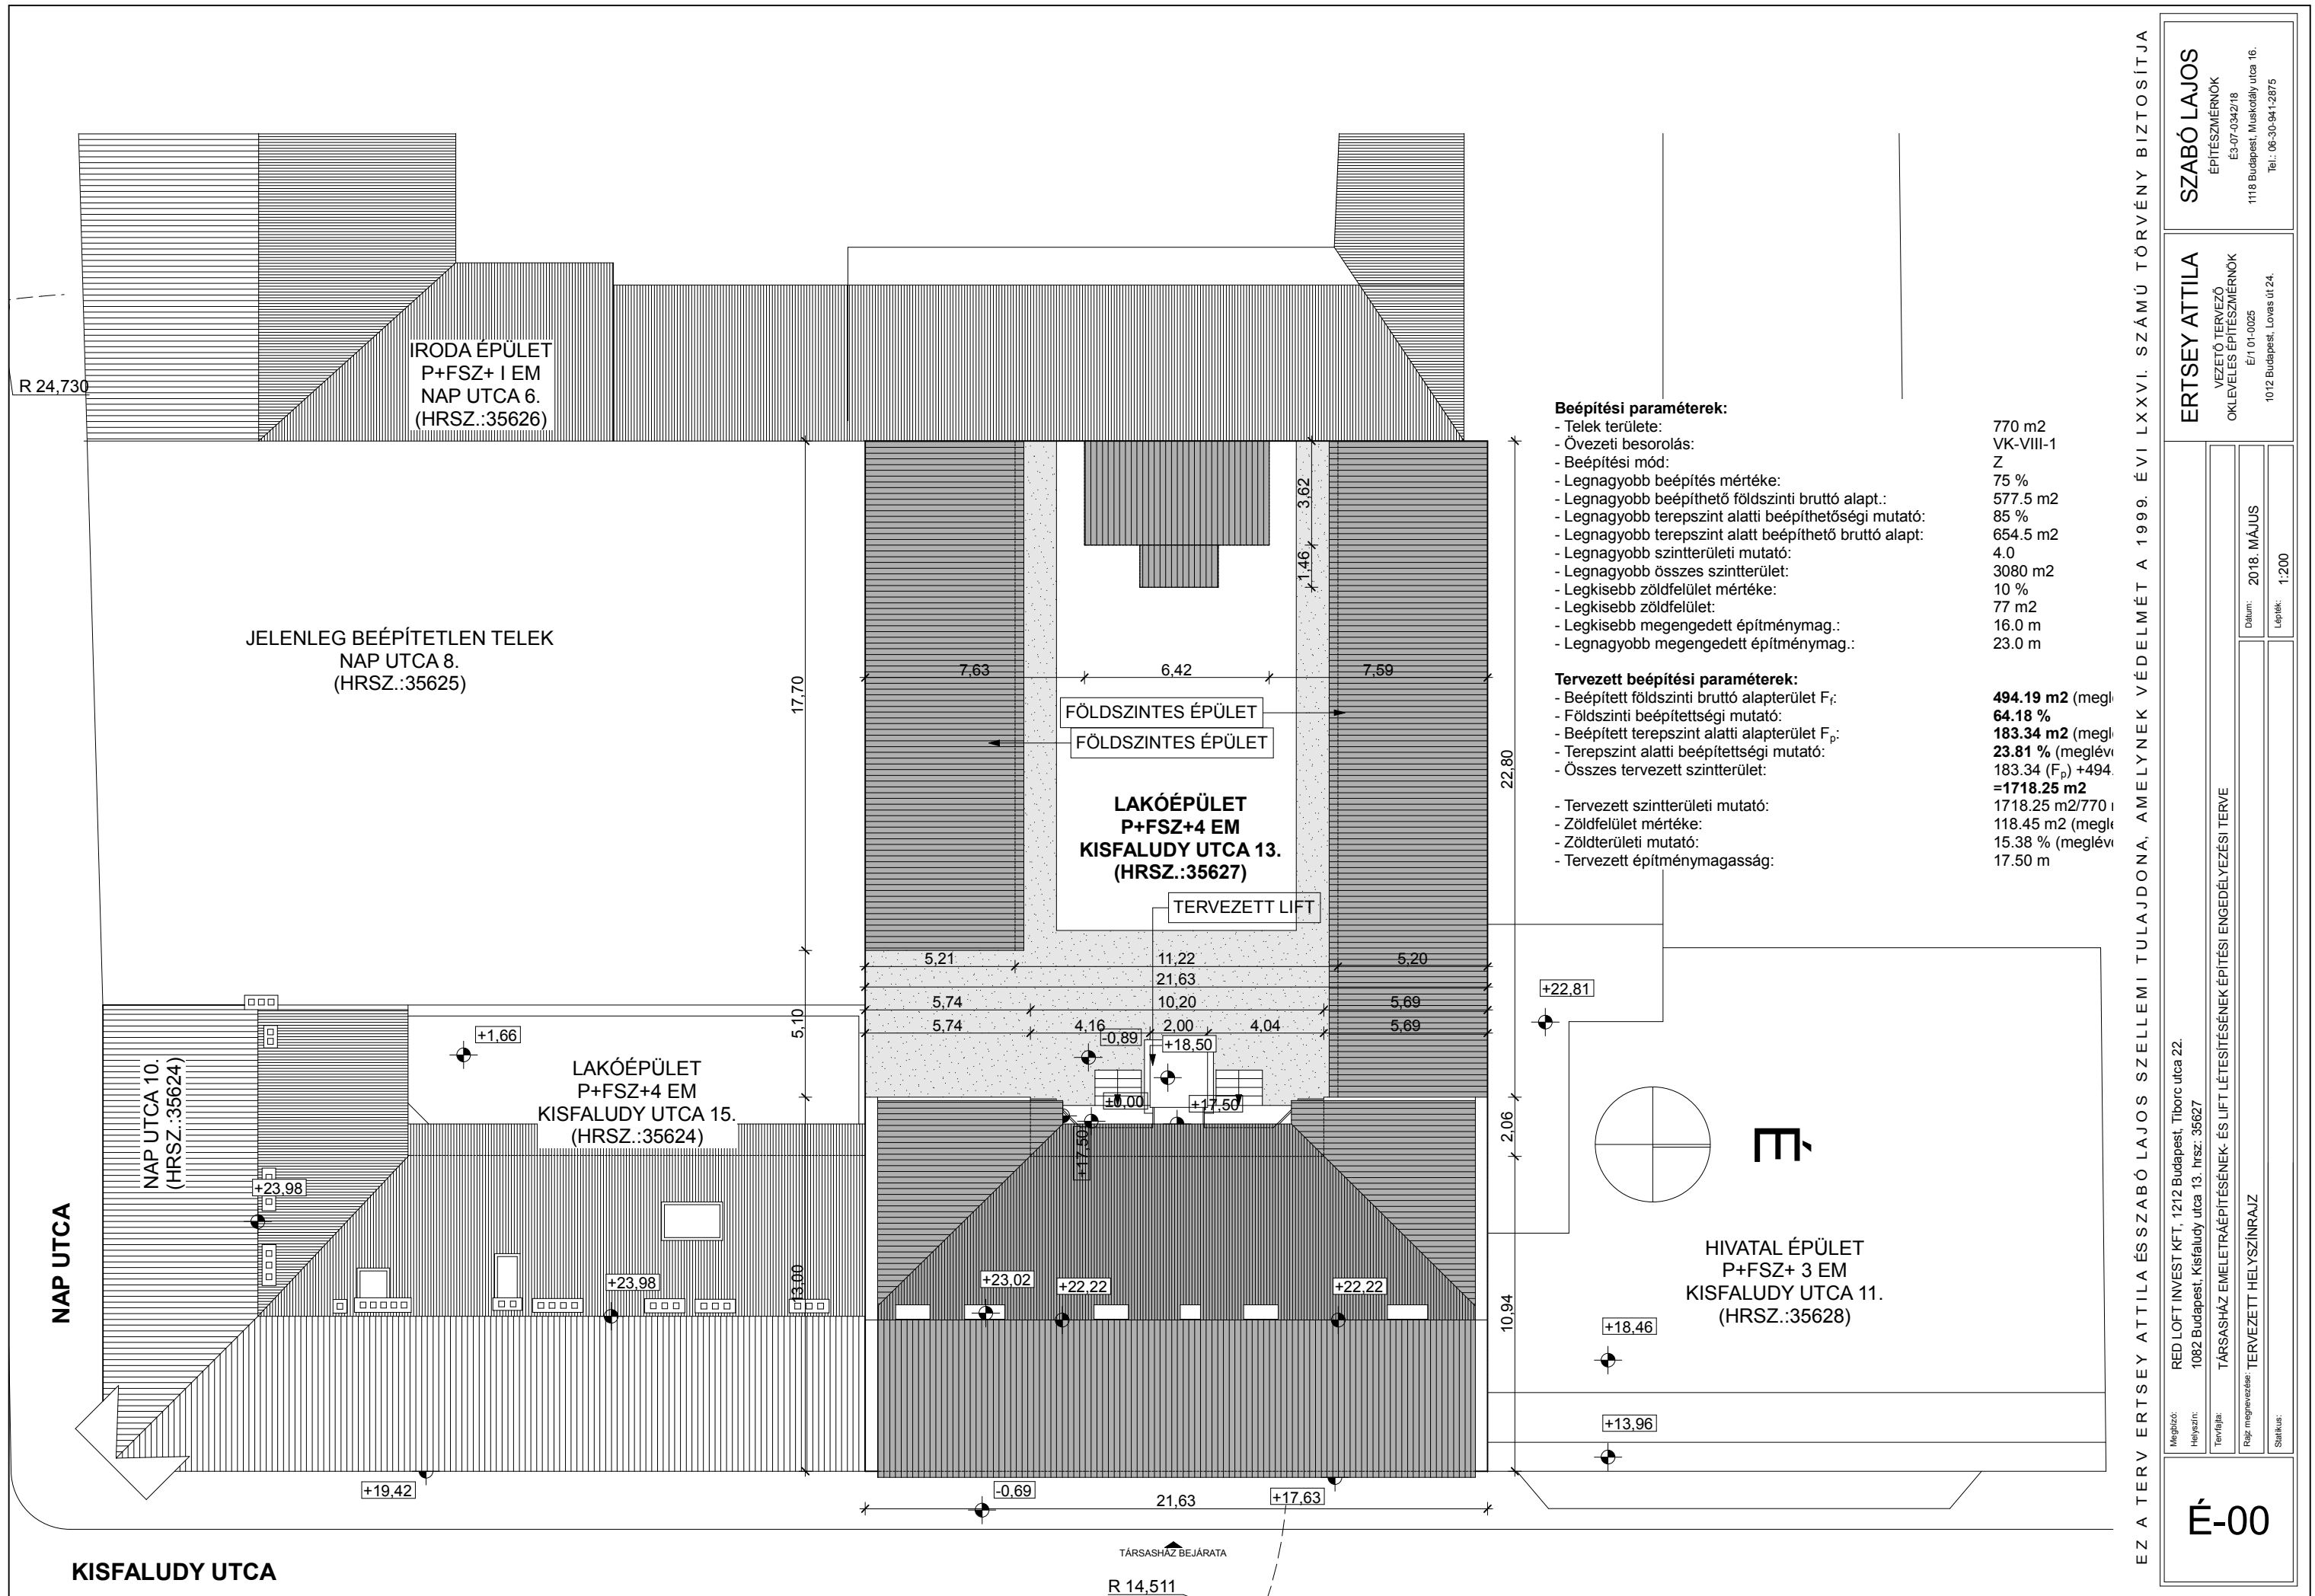 IRODA ÉPÜLET
P+FSZ+ I EM
NAP UTCA 6.
(HRSZ.:35626)
R 24,730
JELENLEG BEÉPÍTETLEN TELEK
NAP UTCA 8.
(HRSZ.:35625)
17,70
3,62
1,46
7,63
6,42
7,59
FÖLDSZINTES ÉPÜLET
FÖLDSZINTES ÉPÜLET
22,80
LAKÓÉPÜLET
P+FSZ+4 EM
KISFALUDY UTCA 13.
(HRSZ.:35627)
TERVEZETT LIFT
5,21
11,22
5,20
21,63
5,74
10,20
5,69
5,74
4,16
2,00
4,04
5,69
5,10
-0,89
+18,50
±0,00
+17,50
+17,50
+1,66
LAKÓÉPÜLET
P+FSZ+4 EM
KISFALUDY UTCA 15.
(HRSZ.:35624)
NAP UTCA 10.
(HRSZ.:35624)
+23,98
+23,98
13,00
+23,02
+22,22
+22,22
2,06
10,94
+22,81
É
HIVATAL ÉPÜLET
P+FSZ+ 3 EM
KISFALUDY UTCA 11.
(HRSZ.:35628)
+18,46
+13,96
+19,42
-0,69
+17,63
21,63
NAP UTCA
KISFALUDY UTCA
TÁRSASHÁZ BEJÁRATA
R 14,511
Beépítési paraméterek:
- Telek területe: 770 m2
- Övezeti besorolás: VK-VIII-1
- Beépítési mód: Z
- Legnagyobb beépítés mértéke: 75 %
- Legnagyobb beépíthető földszinti bruttó alapt.: 577.5 m2
- Legnagyobb terepszint alatti beépíthetőségi mutató: 85 %
- Legnagyobb terepszint alatt beépíthető bruttó alapt: 654.5 m2
- Legnagyobb szintterületi mutató: 4.0
- Legnagyobb összes szintterület: 3080 m2
- Legkisebb zöldfelület mértéke: 10 %
- Legkisebb zöldfelület: 77 m2
- Legkisebb megengedett építménymag.: 16.0 m
- Legnagyobb megengedett építménymag.: 23.0 m
Tervezett beépítési paraméterek:
- Beépített földszinti bruttó alapterület Ff: 494.19 m2 (megl
- Földszinti beépítettségi mutató: 64.18 %
- Beépített terepszint alatti alapterület Fp: 183.34 m2 (megl
- Terepszint alatti beépítettségi mutató: 23.81 % (meglév
- Összes tervezett szintterület: 183.34 (Fp) +494.
=1718.25 m2
- Tervezett szintterületi mutató: 1718.25 m2/770
- Zöldfelület mértéke: 118.45 m2 (megl
- Zöldterületi mutató: 15.38 % (meglév
- Tervezett építménymagasság: 17.50 m
EZ A TERV ERTSEY ATTILA ÉS SZABÓ LAJOS SZELLEMI TULAJDONA, AMELYNEK VÉDELMÉT A 1999. ÉVI LXXVI. SZÁMÚ TÖRVÉNY BIZTOSÍTJA
SZABÓ LAJOS
ÉPÍTÉSZMÉRNÖK
É3-07-0342/18
1118 Budapest, Muskotály utca 16.
Tel.: 06-30-941-2875
ERTSEY ATTILA
VEZETŐ TERVEZŐ
OKLEVELES ÉPÍTÉSZMÉRNÖK
É/1 01-0025
1012 Budapest, Lovas út 24.
Megbízó: RED LOFT INVEST KFT, 1212 Budapest, Tiborc utca 22.
Helyszín: 1082 Budapest, Kisfaludy utca 13. hrsz: 35627
Tervfajta: TÁRSASHÁZ EMELETRÁÉPÍTÉSÉNEK- ÉS LIFT LÉTESÍTÉSÉNEK ÉPÍTÉSI ENGEDÉLYEZÉSI TERVE
Rajz megnevezése: TERVEZETT HELYSZÍNRAJZ
Dátum: 2018. MÁJUS
Statikus:
Lépték: 1:200
É-00